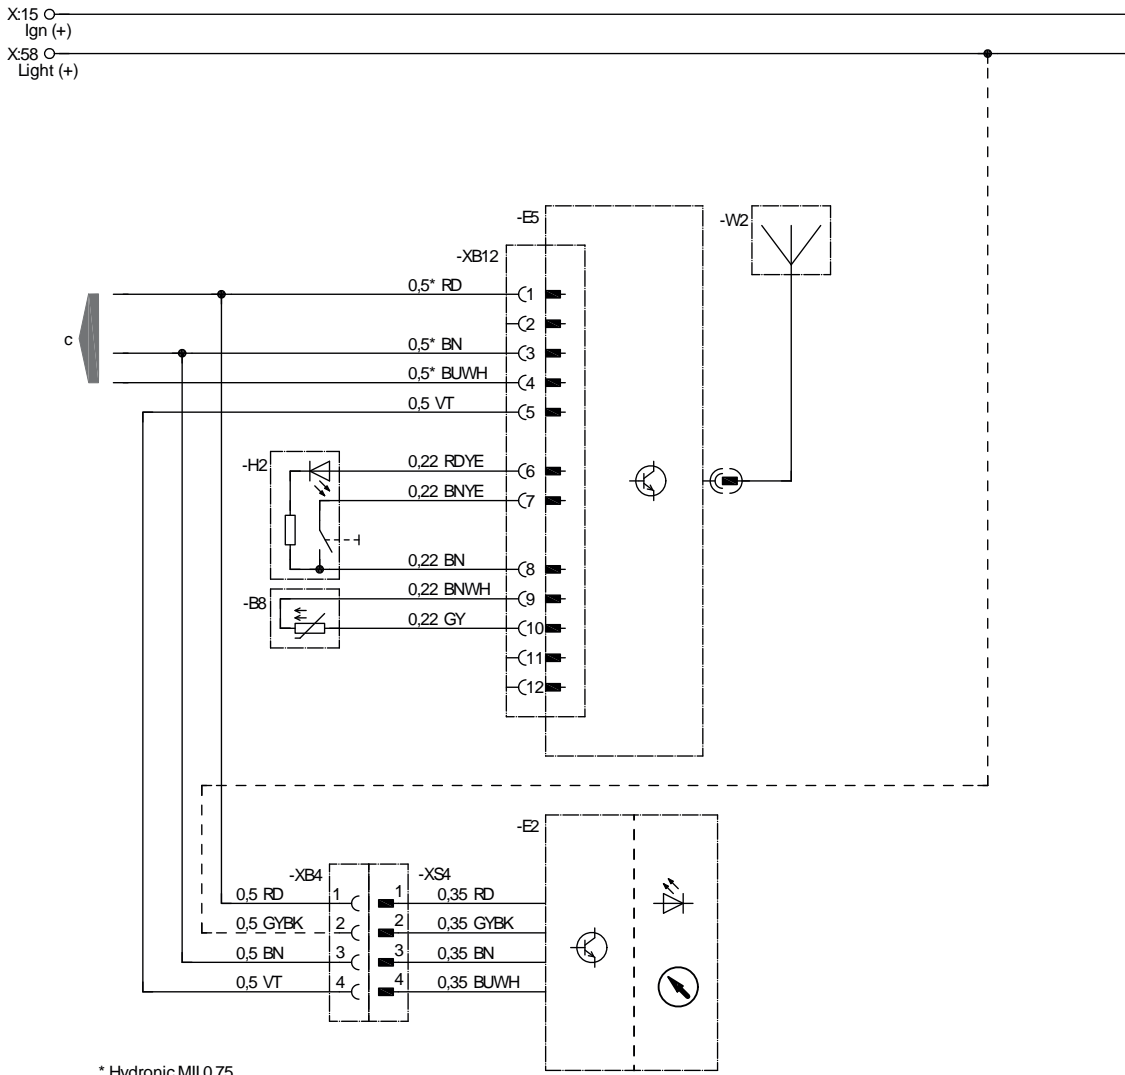 X:15
Ign (+)
X:58
Light (+)
-E5
-W2
-XB12
0,5* RD
1
2
c
0,5* BN
3
0,5* BUWH
4
0,5 VT
5
-H2
0,22 RDYE
6
0,22 BNYE
7
0,22 BN
8
-B8
0,22 BNWH
9
0,22 GY
10
11
12
-E2
-XB4
-XS4
0,5 RD
1
1
0,35 RD
0,5 GYBK
2
2
0,35 GYBK
0,5 BN
3
3
0,35 BN
0,5 VT
4
4
0,35 BUWH
* Hydronic MII 0,75